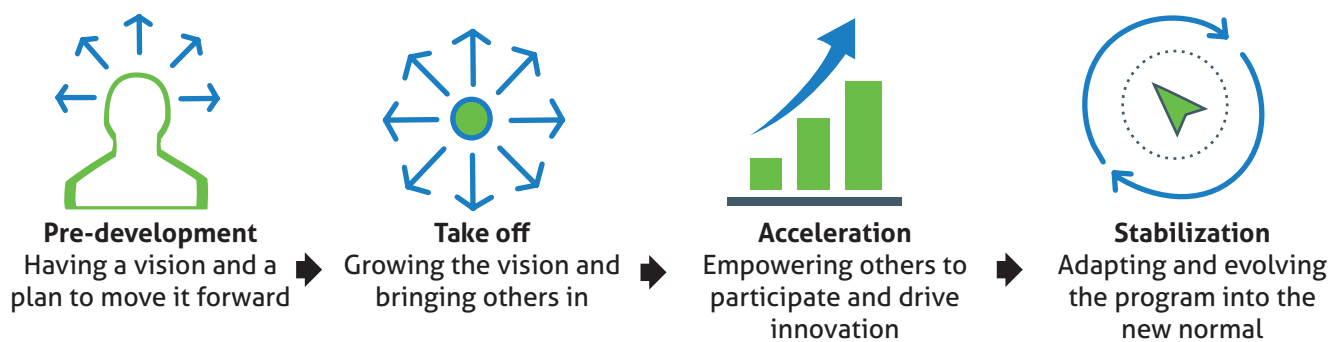 Pre-development
Having a vision and a
plan to move it forward
Take off
Growing the vision and
bringing others in
Acceleration
Empowering others to
participate and drive
innovation
Stabilization
Adapting and evolving
the program into the
new normal